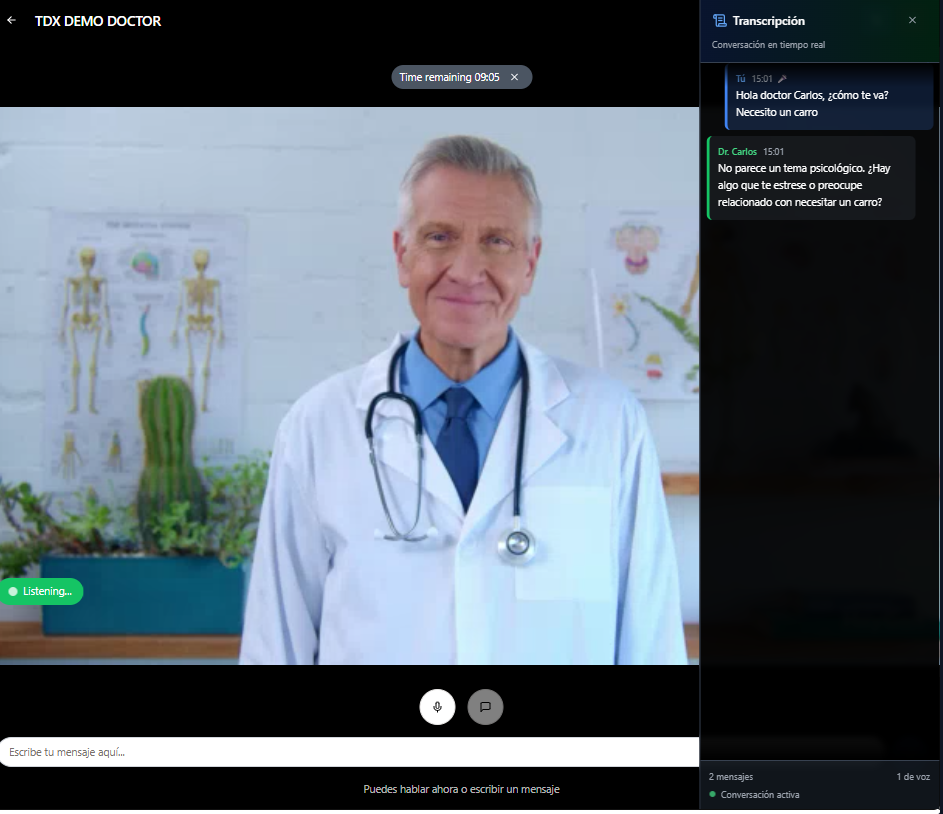 TDX DEMO DOCTOR
Time remaining 09:05
Listening...
Escribe tu mensaje aquí...
Puedes hablar ahora o escribir un mensaje
Transcripción
Conversación en tiempo real
Tú 15:01
Hola doctor Carlos, ¿cómo te va?
Necesito un carro
Dr. Carlos 15:01
No parece un tema psicológico. ¿Hay
algo que te estrese o preocupe
relacionado con necesitar un carro?
2 mensajes
1 de voz
Conversación activa